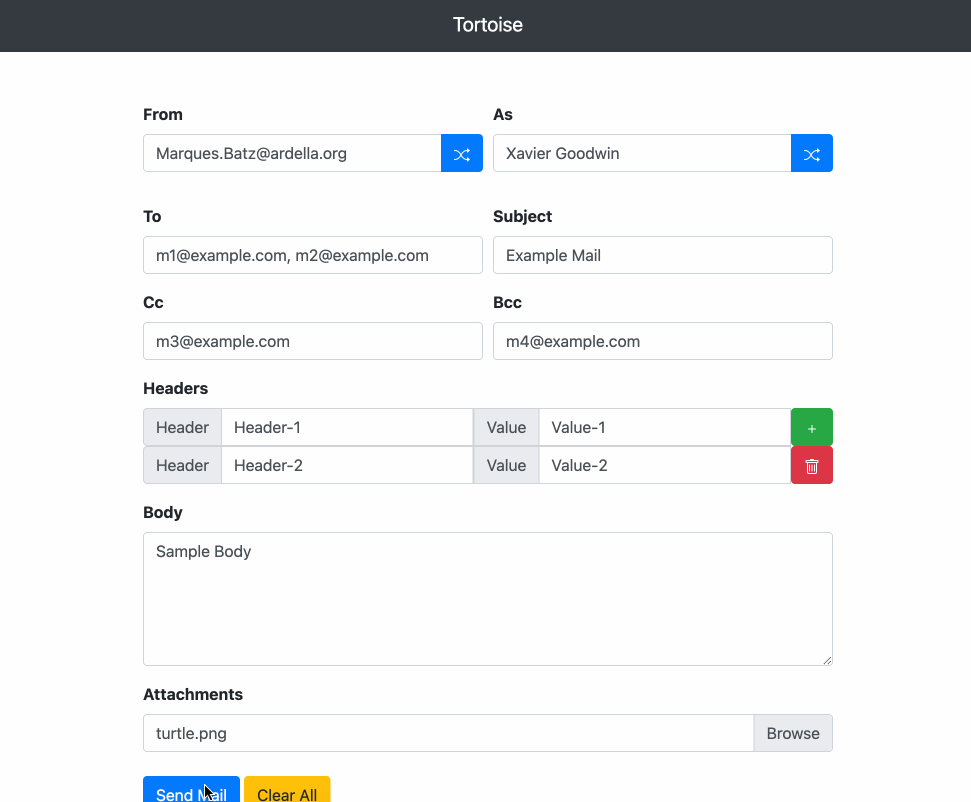 Tortoise
From As
Marques.Batz@ardella.org Xavier Goodwin
To Subject
m1@example.com, m2@example.com Example Mail
Cc Bcc
m3@example.com m4@example.com
Headers
Header Header-1 Value Value-1 +
Header Header-2 Value Value-2
Body
Sample Body
Attachments
turtle.png Browse
Send Mail Clear All